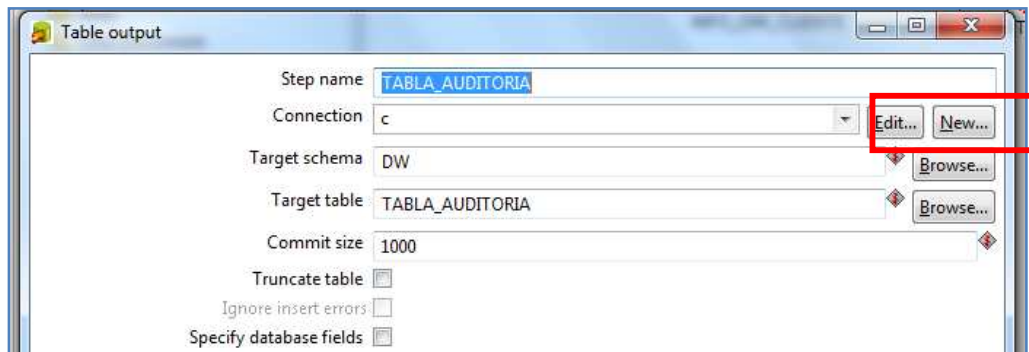 Table output
Step name TABLA_AUDITORIA
Connection c Edit... New...
Target schema DW Browse...
Target table TABLA_AUDITORIA Browse...
Commit size 1000
Truncate table
Ignore insert errors
Specify database fields